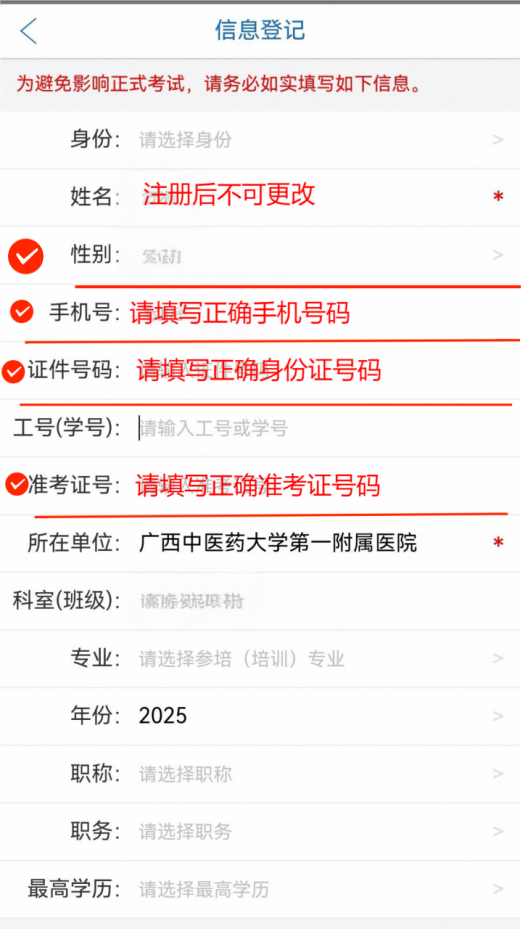 信息登记
为避免影响正式考试，请务必如实填写如下信息。
身份： 请选择身份
姓名： 注册后不可更改 *
性别：
手机号： 请填写正确手机号码
证件号码： 请填写正确身份证号码
工号(学号)： 请输入工号或学号
准考证号： 请填写正确准考证号码
所在单位： 广西中医药大学第一附属医院 *
科室(班级)：
专业： 请选择参培（培训）专业
年份： 2025
职称： 请选择职称
职务： 请选择职务
最高学历： 请选择最高学历